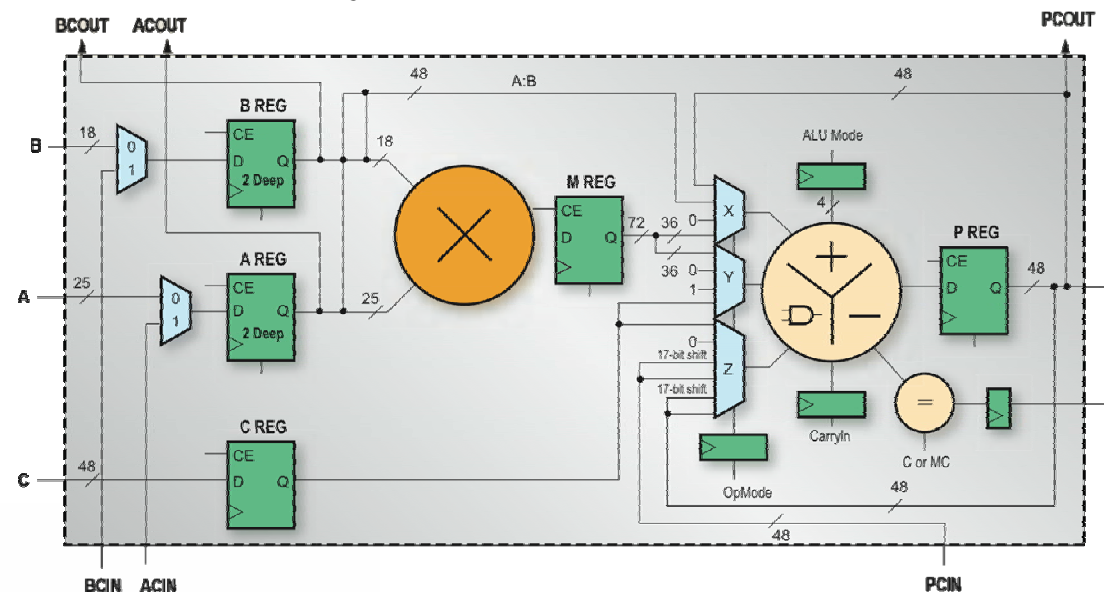 BCOUT ACOUT PCOUT
48 A:B 48
B REG
ALU Mode
B 18 0 1
CE
D Q
2 Deep
18
M REG
CE
D Q
72 36
36
4
X
0
Y
0
1
A REG
A 25 0 1
CE
D Q
2 Deep
25
P REG
CE
D Q
48
Z
0
17-bit shift
17-bit shift
=
CarryIn
C or MC
OpMode
C REG
C 48
CE
D Q
48
48
BCIN ACIN PCIN